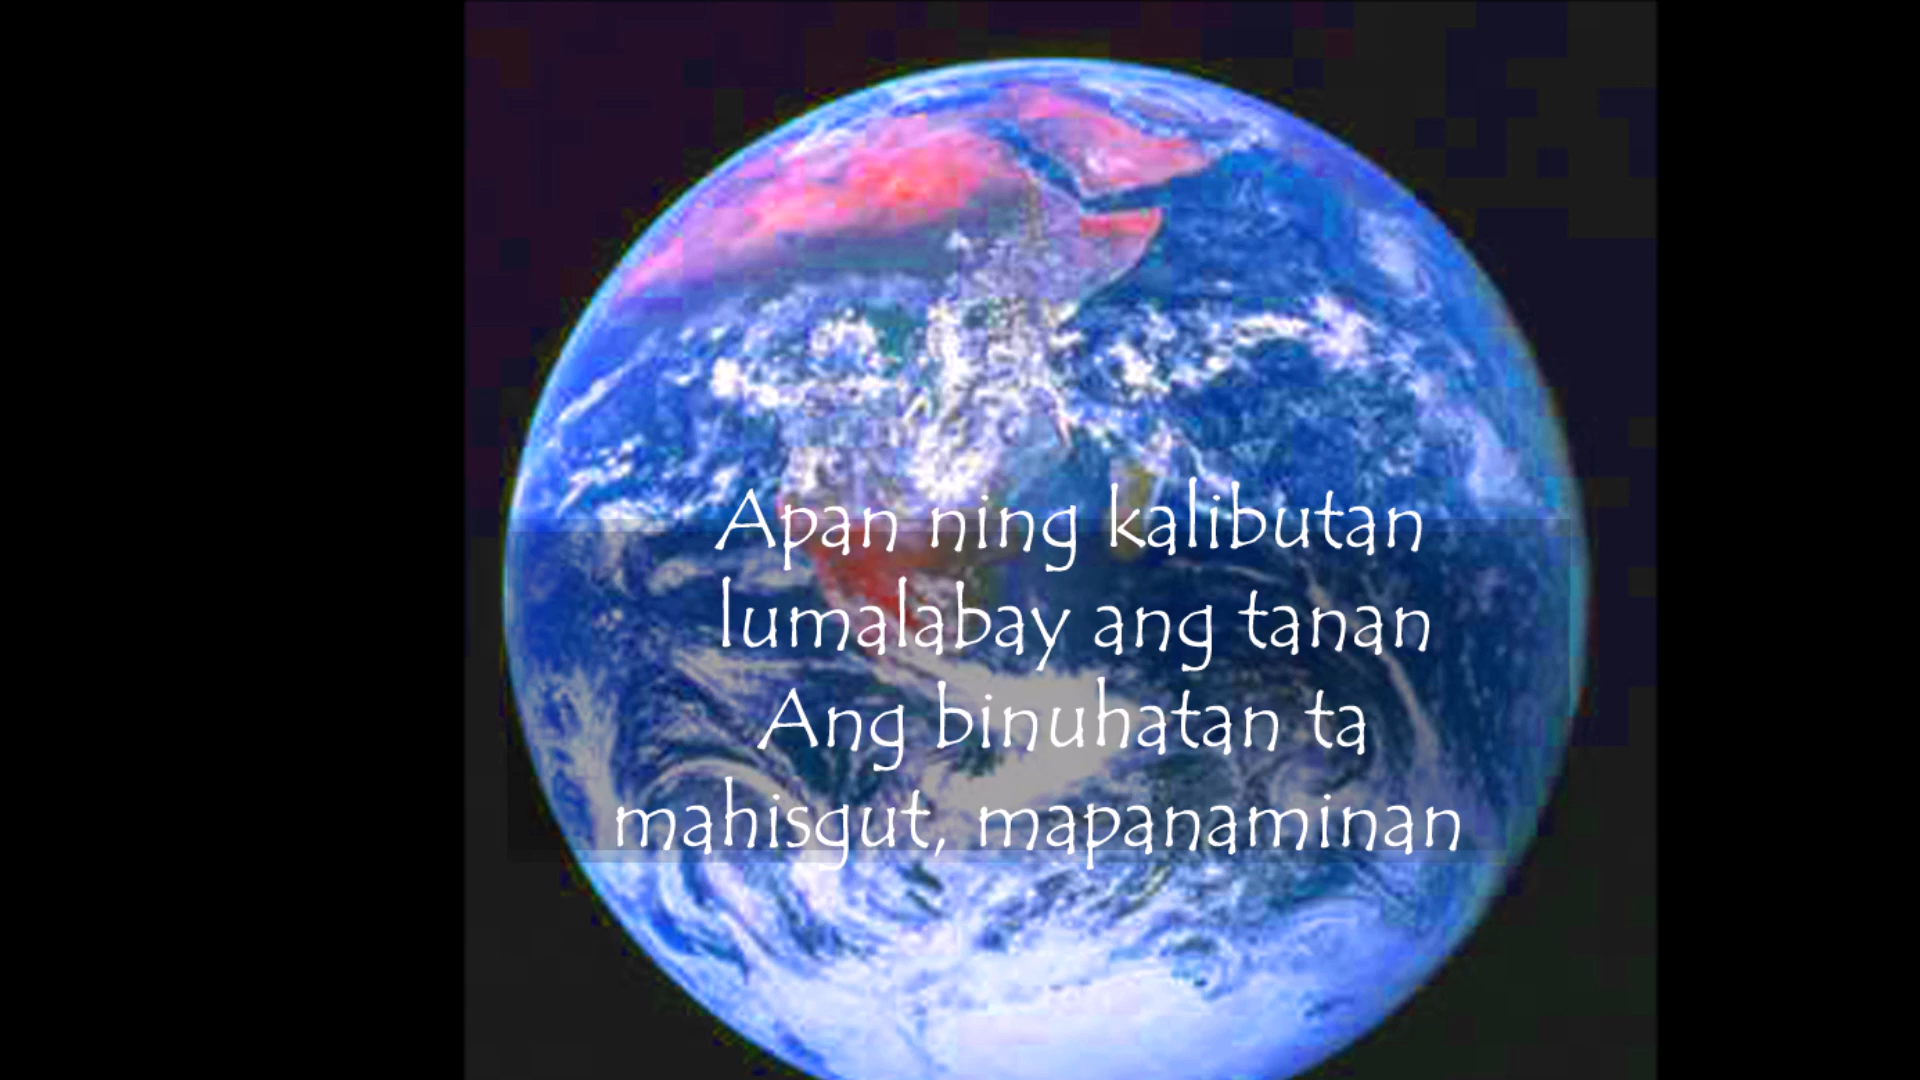 Apan ning kalibutan
lumalabay ang tanan
Ang binuhatan ta
mahisgut, mapanaminan